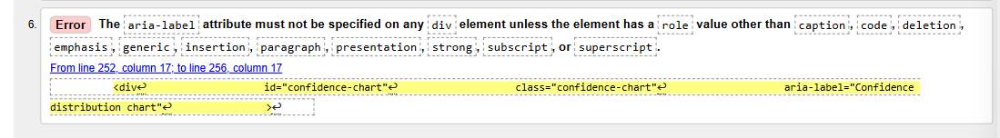 6. Error The aria-label attribute must not be specified on any div element unless the element has a role value other than caption, code, deletion,
emphasis, generic, insertion, paragraph, presentation, strong, subscript, or superscript.
From line 252, column 17; to line 256, column 17
<div↩ id="confidence-chart"↩ class="confidence-chart"↩ aria-label="Confidence
distribution chart"↩ >↩